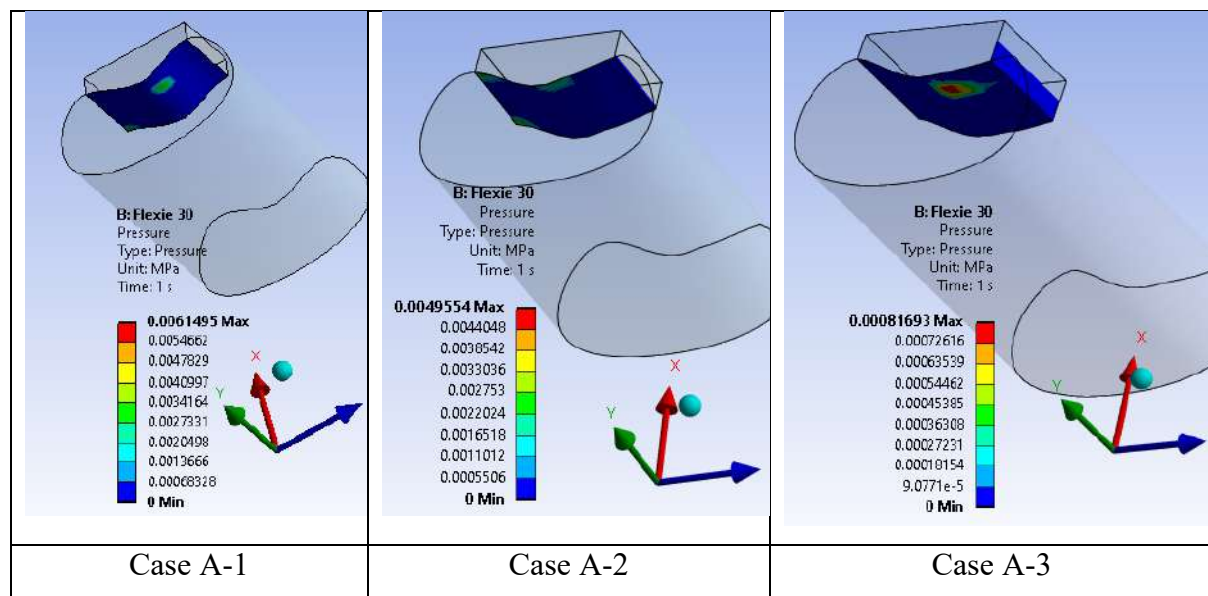 B: Flexie 30
Pressure
Type: Pressure
Unit: MPa
Time: 1 s
0.0061495 Max
0.0054662
0.0047829
0.0040997
0.0034164
0.0027331
0.0020498
0.0013666
0.00068328
0 Min
X
Y
Case A-1
B: Flexie 30
Pressure
Type: Pressure
Unit: MPa
Time: 1 s
0.0049554 Max
0.0044048
0.0038542
0.0033036
0.002753
0.0022024
0.0016518
0.0011012
0.0005506
0 Min
X
Y
Case A-2
B: Flexie 30
Pressure
Type: Pressure
Unit: MPa
Time: 1 s
0.00081693 Max
0.00072616
0.00063539
0.00054462
0.00045385
0.00036308
0.00027231
0.00018154
9.0771e-5
0 Min
X
Y
Case A-3